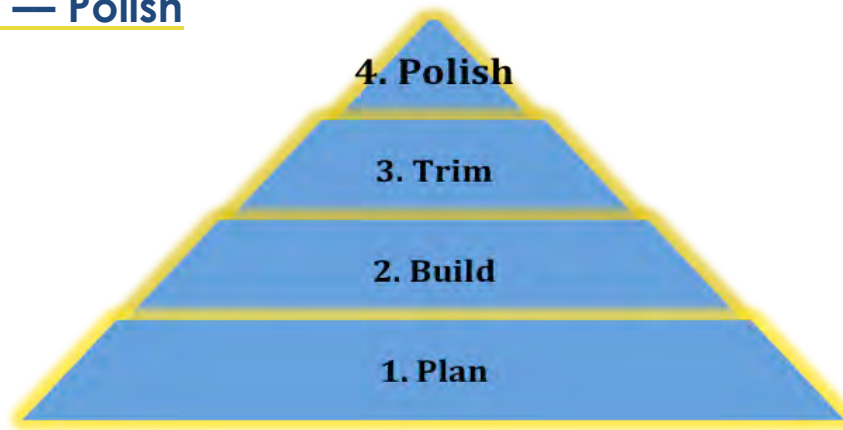 — Polish
4. Polish
3. Trim
2. Build
1. Plan